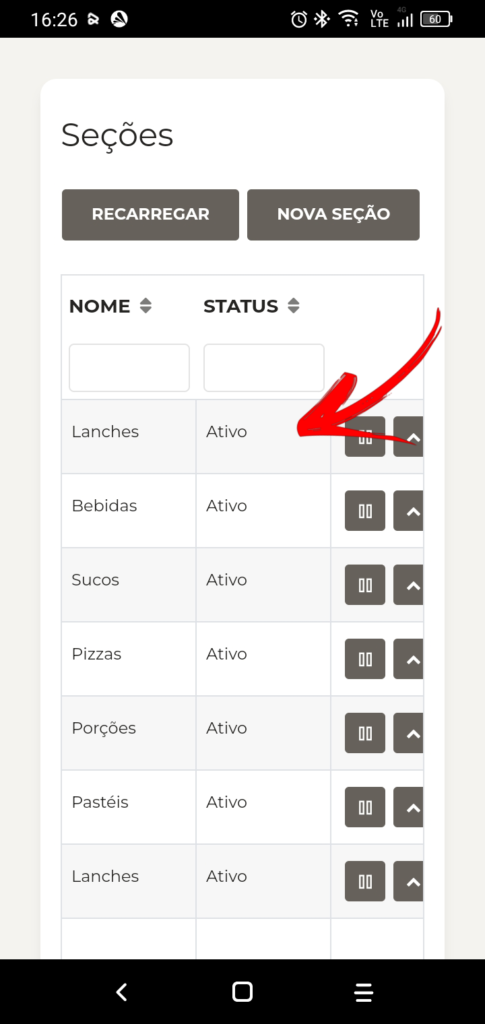 16:26 Vo LTE 4G 60
Seções
RECARREGAR NOVA SEÇÃO
NOME STATUS
Lanches Ativo
Bebidas Ativo
Sucos Ativo
Pizzas Ativo
Porções Ativo
Pastéis Ativo
Lanches Ativo